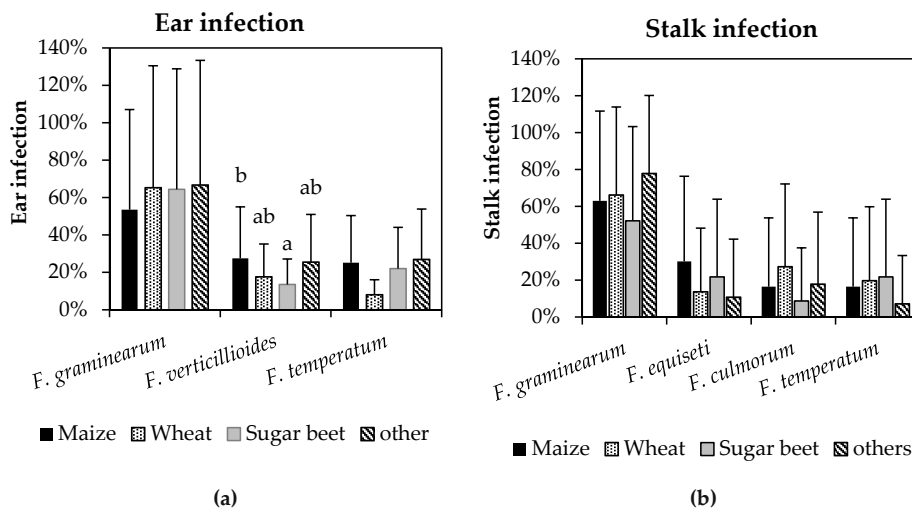 Ear infection
140%
120%
100%
80%
60%
40%
20%
0%
Ear infection
b
ab
a
ab
F. graminearum
F. verticillioides
F. temperatum
Maize Wheat Sugar beet other
(a)
Stalk infection
140%
120%
100%
80%
60%
40%
20%
0%
Stalk infection
F. graminearum
F. equiseti
F. culmorum
F. temperatum
Maize Wheat Sugar beet others
(b)